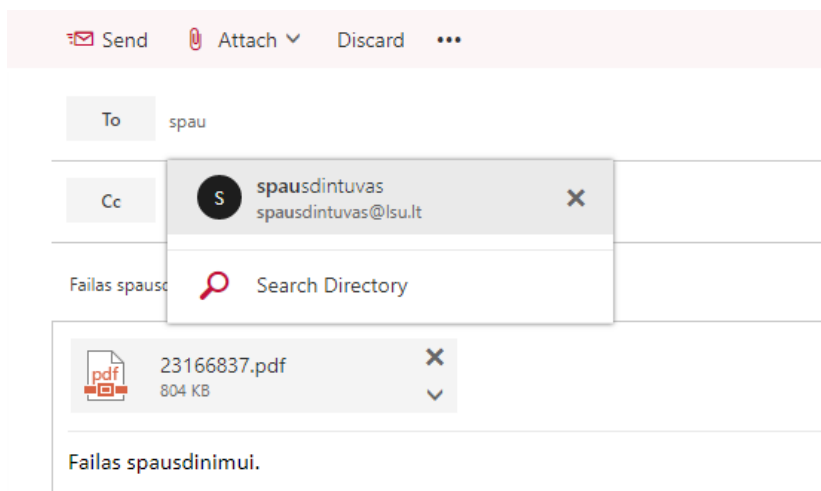 Send Attach Discard •••
To spau
spausdintuvas
spausdintuvas@lsu.lt
S
Cc
Search Directory
Failas
23166837.pdf
804 KB
pdf
Failas spausdinimui.